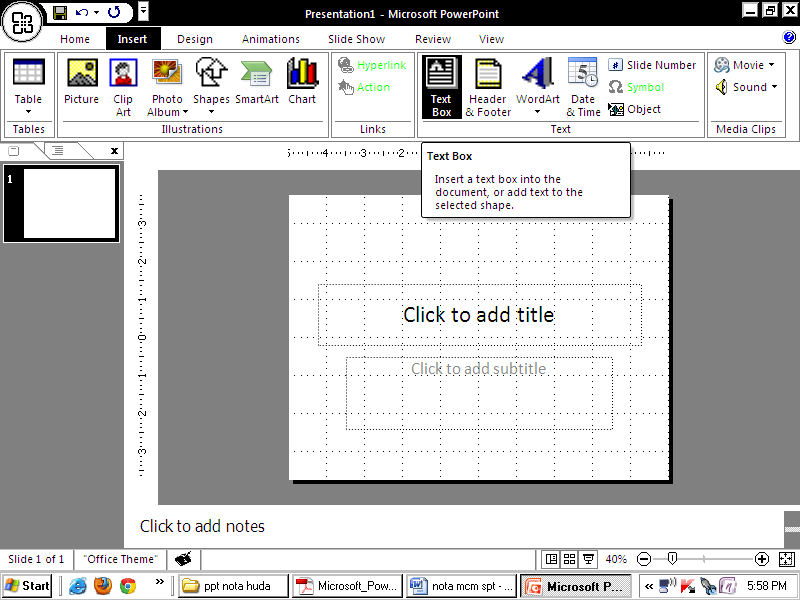 Presentation1 - Microsoft PowerPoint
Home Insert Design Animations Slide Show Review View
Table
Picture
Clip Art
Photo Album
Shapes
SmartArt
Chart
Hyperlink
Action
Text Box
Header & Footer
WordArt
Date & Time
Slide Number
Symbol
Object
Movie
Sound
Tables
Illustrations
Links
Text
Media Clips
Text Box
Insert a text box into the
document, or add text to the
selected shape.
1
5 4 3 2
3
2
1
0
1
2
3
Click to add title
Click to add subtitle
Click to add notes
Slide 1 of 1 "Office Theme" 40%
Start ppt nota huda Microsoft_Pow... nota mcm spt - ... Microsoft P... 5:58 PM